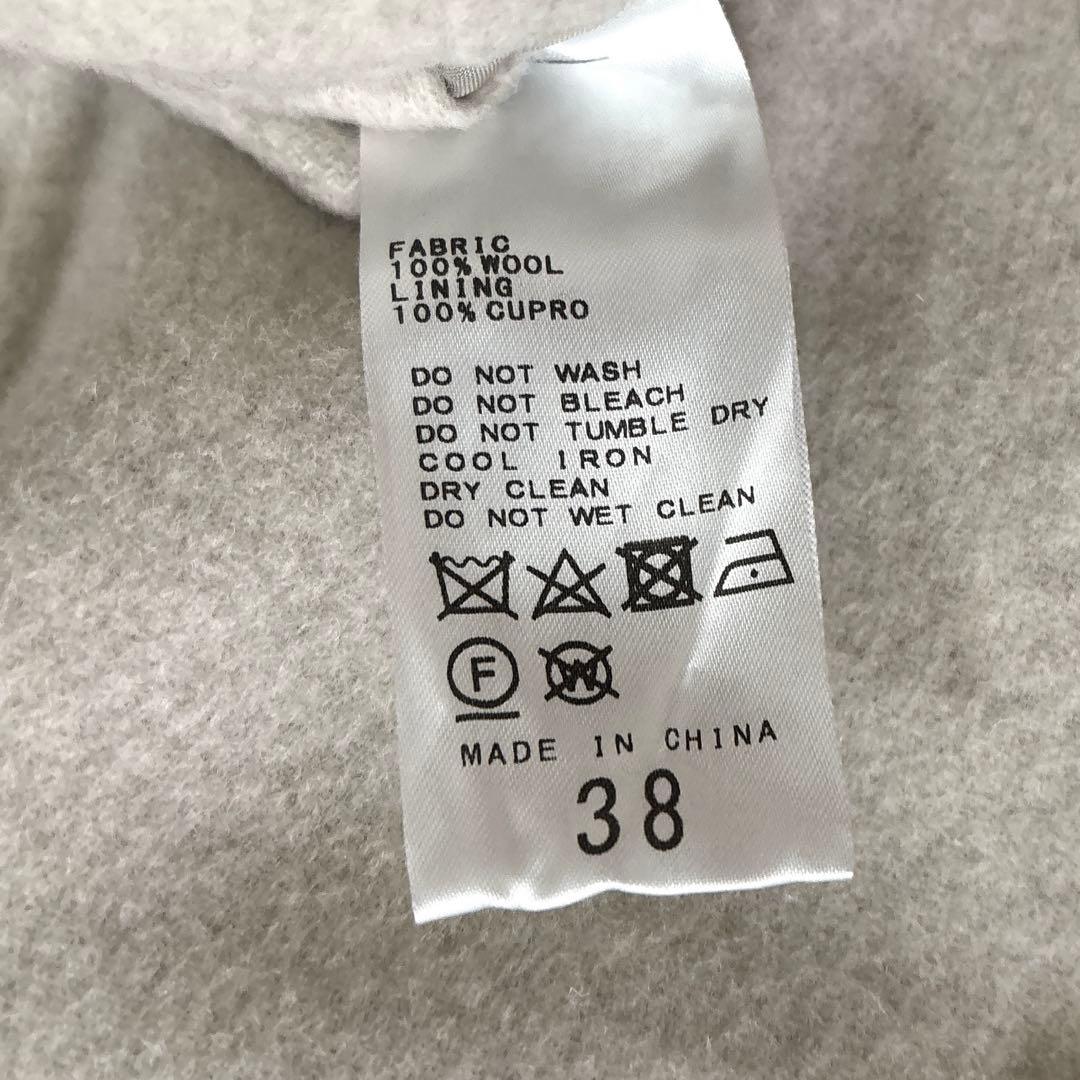 FABRIC
100% WOOL
LINING
100% CUPRO
DO NOT WASH
DO NOT BLEACH
DO NOT TUMBLE DRY
COOL IRON
DRY CLEAN
DO NOT WET CLEAN
F W
MADE IN CHINA
38